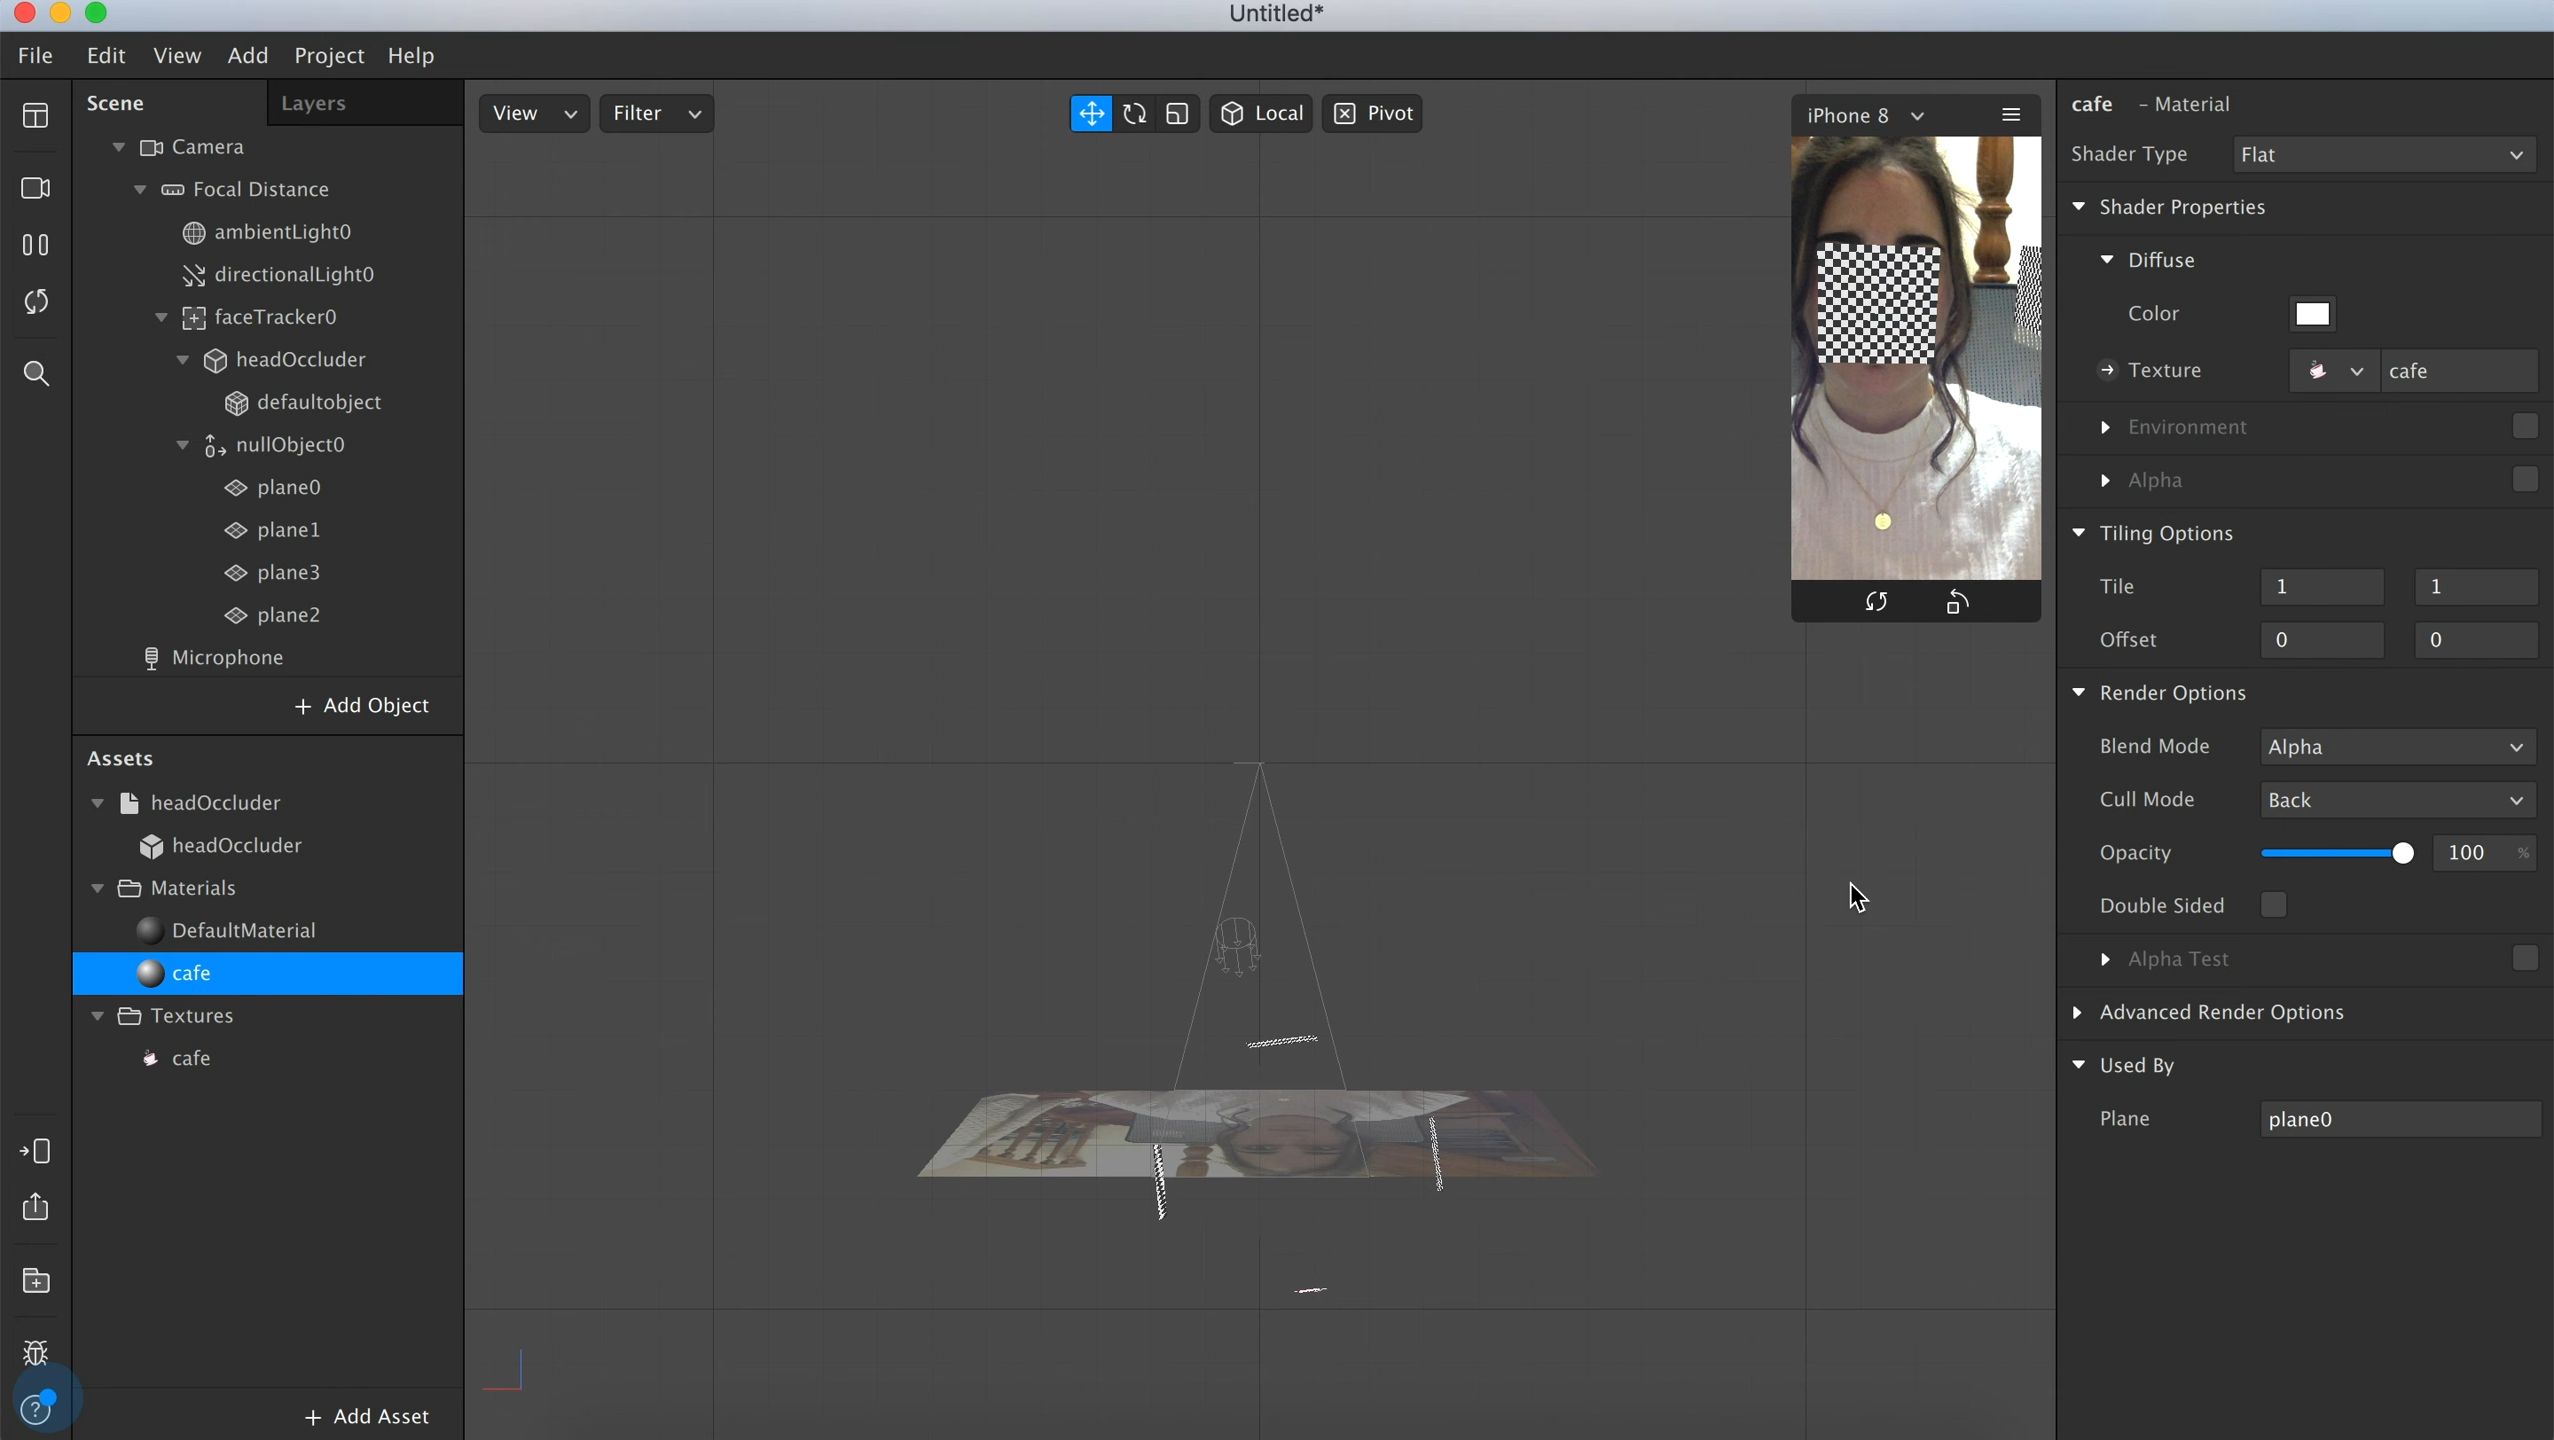 Untitled*
File Edit View Add Project Help
Scene Layers
Camera
Focal Distance
ambientLight0
directionalLight0
faceTracker0
headOccluder
defaultobject
nullObject0
plane0
plane1
plane3
plane2
Microphone
+ Add Object
Assets
headOccluder
headOccluder
Materials
DefaultMaterial
cafe
Textures
cafe
+ Add Asset
?
View Filter Local Pivot
iPhone 8
cafe - Material
Shader Type Flat
Shader Properties
Diffuse
Color
Texture cafe
Environment
Alpha
Tiling Options
Tile 1 1
Offset 0 0
Render Options
Blend Mode Alpha
Cull Mode Back
Opacity 100 %
Double Sided
Alpha Test
Advanced Render Options
Used By
Plane plane0